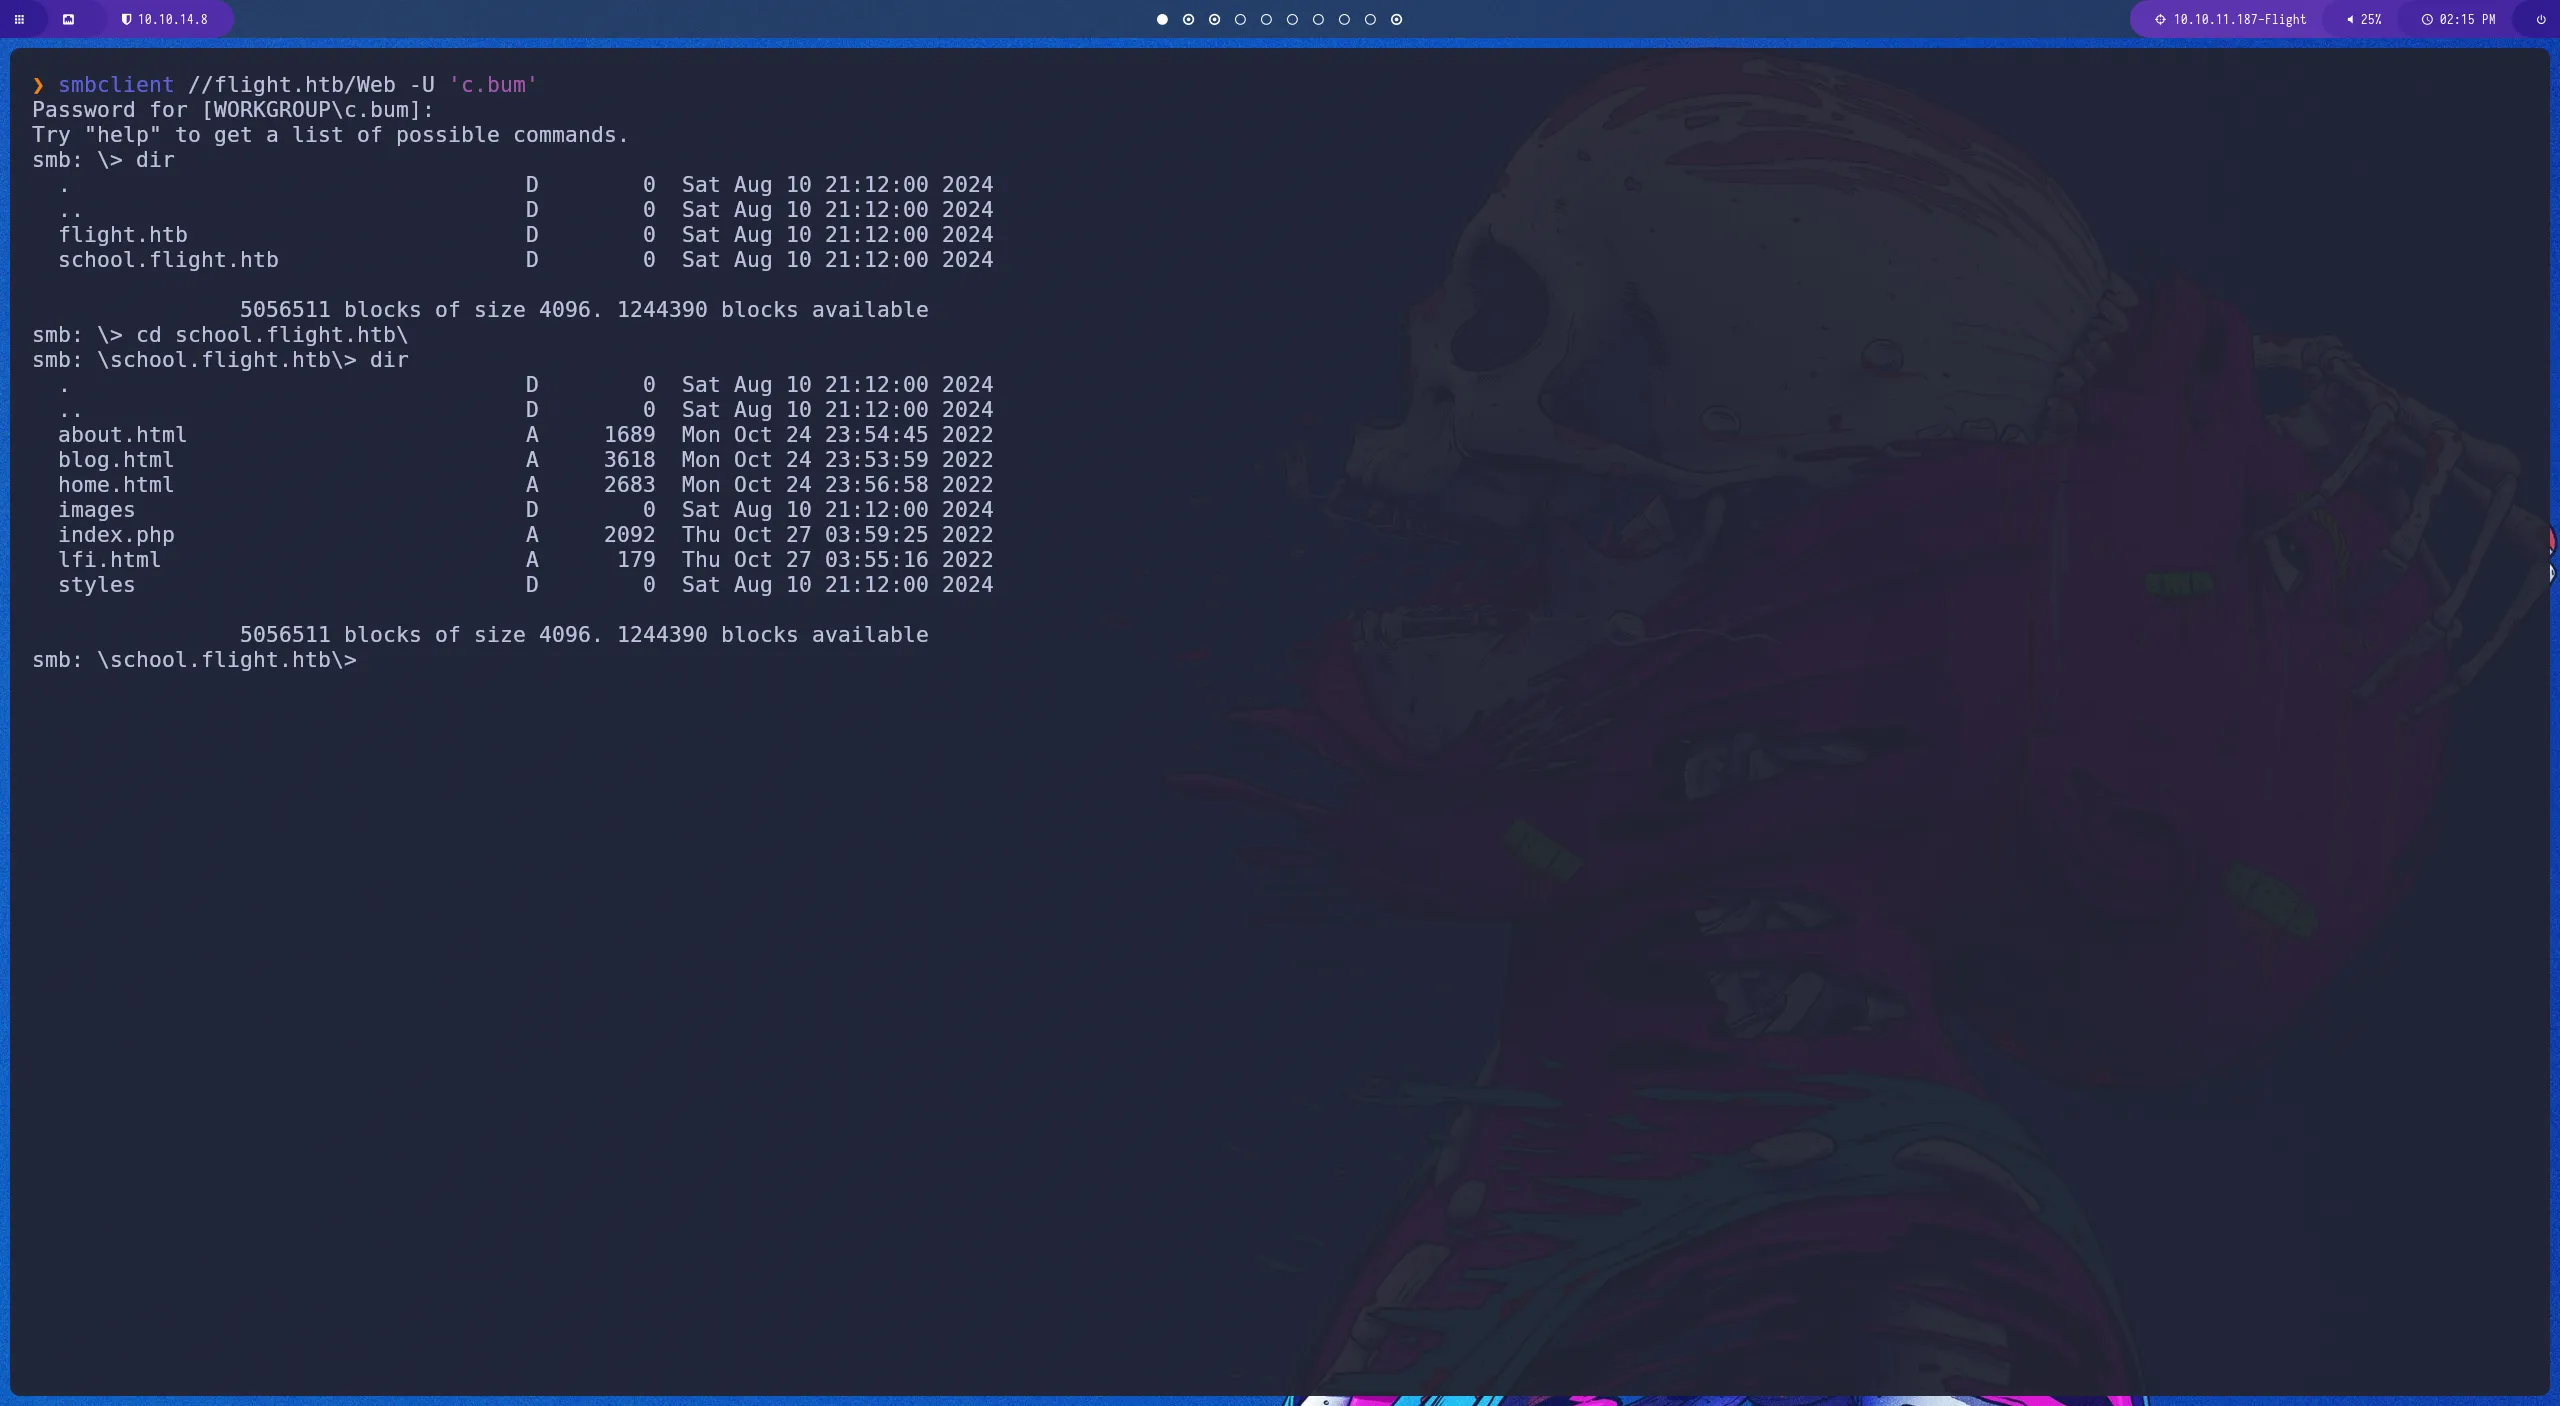 10.10.14.8
10.10.11.187-Flight
25%
02:15 PM
❯ smbclient //flight.htb/Web -U 'c.bum'
Password for [WORKGROUP\c.bum]:
Try "help" to get a list of possible commands.
smb: \> dir
  .                                   D        0  Sat Aug 10 21:12:00 2024
  ..                                  D        0  Sat Aug 10 21:12:00 2024
  flight.htb                          D        0  Sat Aug 10 21:12:00 2024
  school.flight.htb                   D        0  Sat Aug 10 21:12:00 2024
                5056511 blocks of size 4096. 1244390 blocks available
smb: \> cd school.flight.htb\
smb: \school.flight.htb\> dir
  .                                   D        0  Sat Aug 10 21:12:00 2024
  ..                                  D        0  Sat Aug 10 21:12:00 2024
  about.html                          A     1689  Mon Oct 24 23:54:45 2022
  blog.html                           A     3618  Mon Oct 24 23:53:59 2022
  home.html                           A     2683  Mon Oct 24 23:56:58 2022
  images                              D        0  Sat Aug 10 21:12:00 2024
  index.php                           A     2092  Thu Oct 27 03:59:25 2022
  lfi.html                            A      179  Thu Oct 27 03:55:16 2022
  styles                              D        0  Sat Aug 10 21:12:00 2024
                5056511 blocks of size 4096. 1244390 blocks available
smb: \school.flight.htb\>